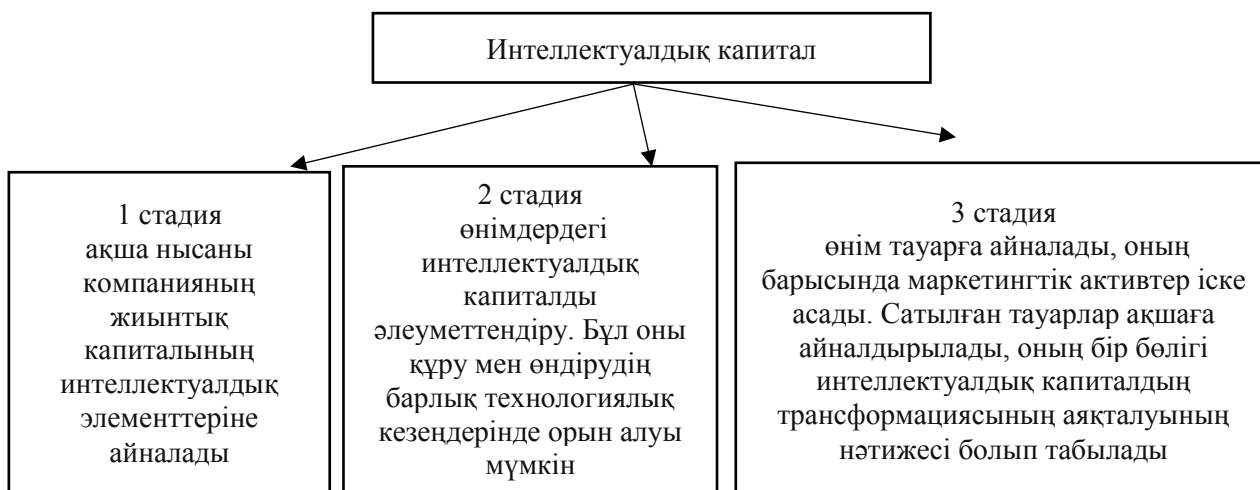 Интеллектуалдық капитал
1 стадия
ақша нысаны
компанияның
жиынтық
капиталының
интеллектуалдық
элементтеріне
айналады
2 стадия
өнімдердегі
интеллектуалдық
капиталды
әлеуметтендіру. Бұл оны
құру мен өндірудің
барлық технологиялық
кезеңдерінде орын алуы
мүмкін
3 стадия
өнім тауарға айналады, оның
барысында маркетингтік активтер іске
асады. Сатылған тауарлар ақшаға
айналдырылады, оның бір бөлігі
интеллектуалдық капиталдың
трансформациясының аяқталуының
нәтижесі болып табылады